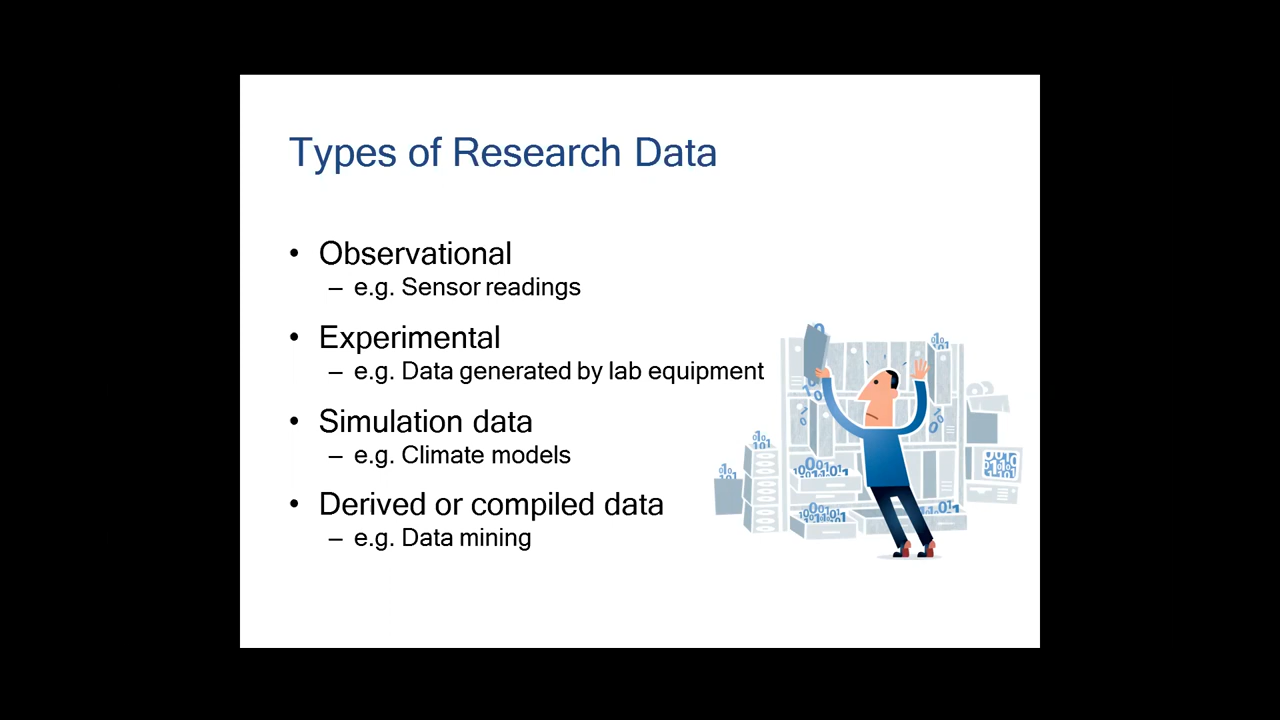 Types of Research Data
• Observational
– e.g. Sensor readings
• Experimental
– e.g. Data generated by lab equipment
• Simulation data
– e.g. Climate models
• Derived or compiled data
– e.g. Data mining